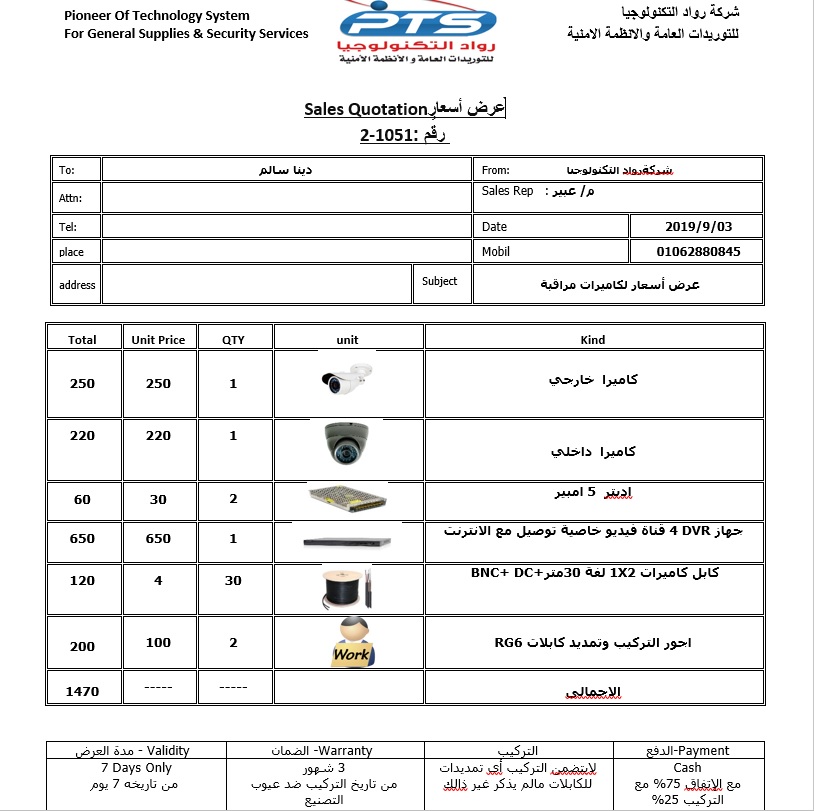 Pioneer Of Technology System
For General Supplies & Security Services
PTS
رواد التكنولوجيا
للتوريدات العامة و الأنظمة الأمنية
شركة رواد التكنولوجيا
للتوريدات العامة والانظمة الامنية
عرض أسعار Sales Quotation
رقم :1051-2
To: دينا سالم From: شركةرواد التكنولوجيا
Attn: Sales Rep : م/ عبير
Tel: Date 2019/9/03
place Mobil 01062880845
address Subject عرض أسعار لكاميرات مراقبة
Total Unit Price QTY unit Kind
250 250 1 كاميرا خارجي
220 220 1 كاميرا داخلي
60 30 2 اديتر 5 امبير
650 650 1 جهاز DVR 4 قناة فيديو خاصية توصيل مع الانترنت
120 4 30 كابل كاميرات 1X2 لفة 30متر+BNC+ DC
200 100 2 Work اجور التركيب وتمديد كابلات RG6
1470 ----- ----- الاجمالي
Validity - مدة العرض
7 Days Only
من تاريخه 7 يوم
Warranty- الضمان
3 شهور
من تاريخ التركيب ضد عيوب
التصنيع
التركيب
لايتضمن التركيب أي تمديدات
للكابلات مالم يذكر غير ذالك
Payment-الدفع
Cash
مع الإتفاق 75% مع
التركيب 25%